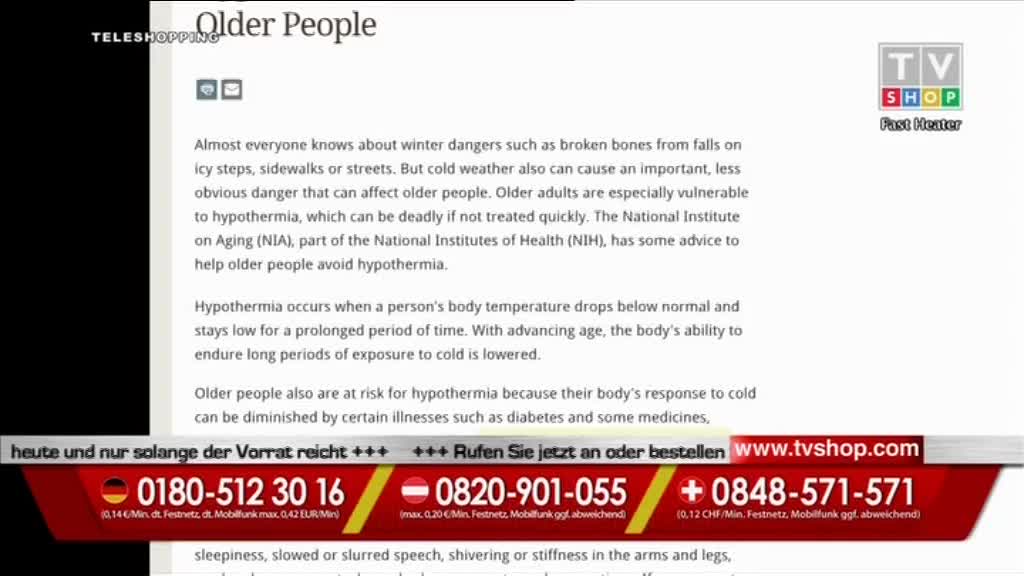 Older People
TELESHOPPING
TV
SHOP
Fast Heater
Almost everyone knows about winter dangers such as broken bones from falls on
icy steps, sidewalks or streets. But cold weather also can cause an important, less
obvious danger that can affect older people. Older adults are especially vulnerable
to hypothermia, which can be deadly if not treated quickly. The National Institute
on Aging (NIA), part of the National Institutes of Health (NIH), has some advice to
help older people avoid hypothermia.
Hypothermia occurs when a person's body temperature drops below normal and
stays low for a prolonged period of time. With advancing age, the body's ability to
endure long periods of exposure to cold is lowered.
Older people also are at risk for hypothermia because their body's response to cold
can be diminished by certain illnesses such as diabetes and some medicines,
heute und nur solange der Vorrat reicht +++ +++ Rufen Sie jetzt an oder bestellen www.tvshop.com
0180-512 30 16 0820-901-055 0848-571-571
(0,14 €/Min. dt. Festnetz, dt. Mobilfunk max. 0,42 EUR/Min) (max. 0,20 €/Min. Festnetz, Mobilfunk ggf. abweichend) (0,12 CHF/Min. Festnetz, Mobilfunk ggf. abweichend)
sleepiness, slowed or slurred speech, shivering or stiffness in the arms and legs,